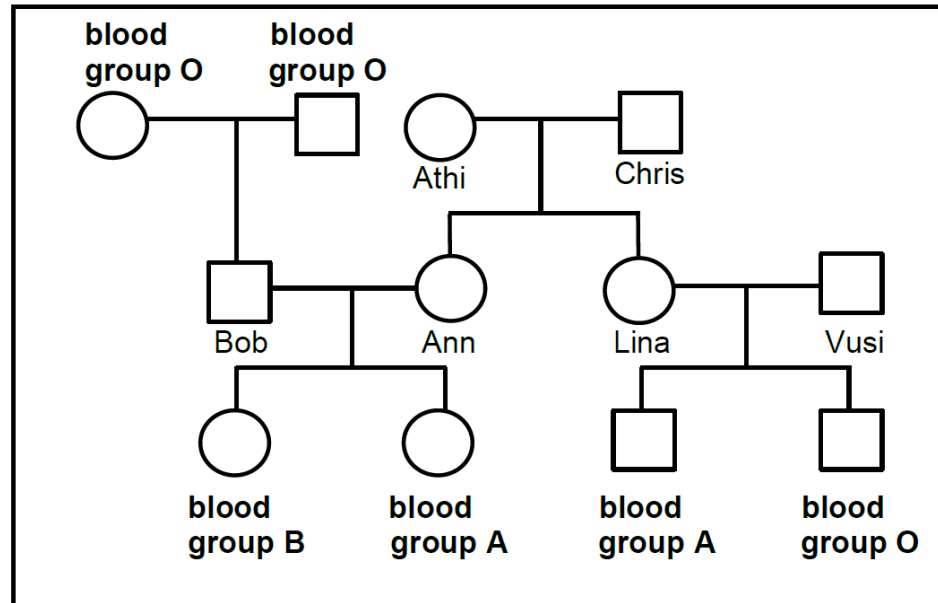 blood
group O
blood
group O
Athi
Chris
Bob
Ann
Lina
Vusi
blood
group B
blood
group A
blood
group A
blood
group O